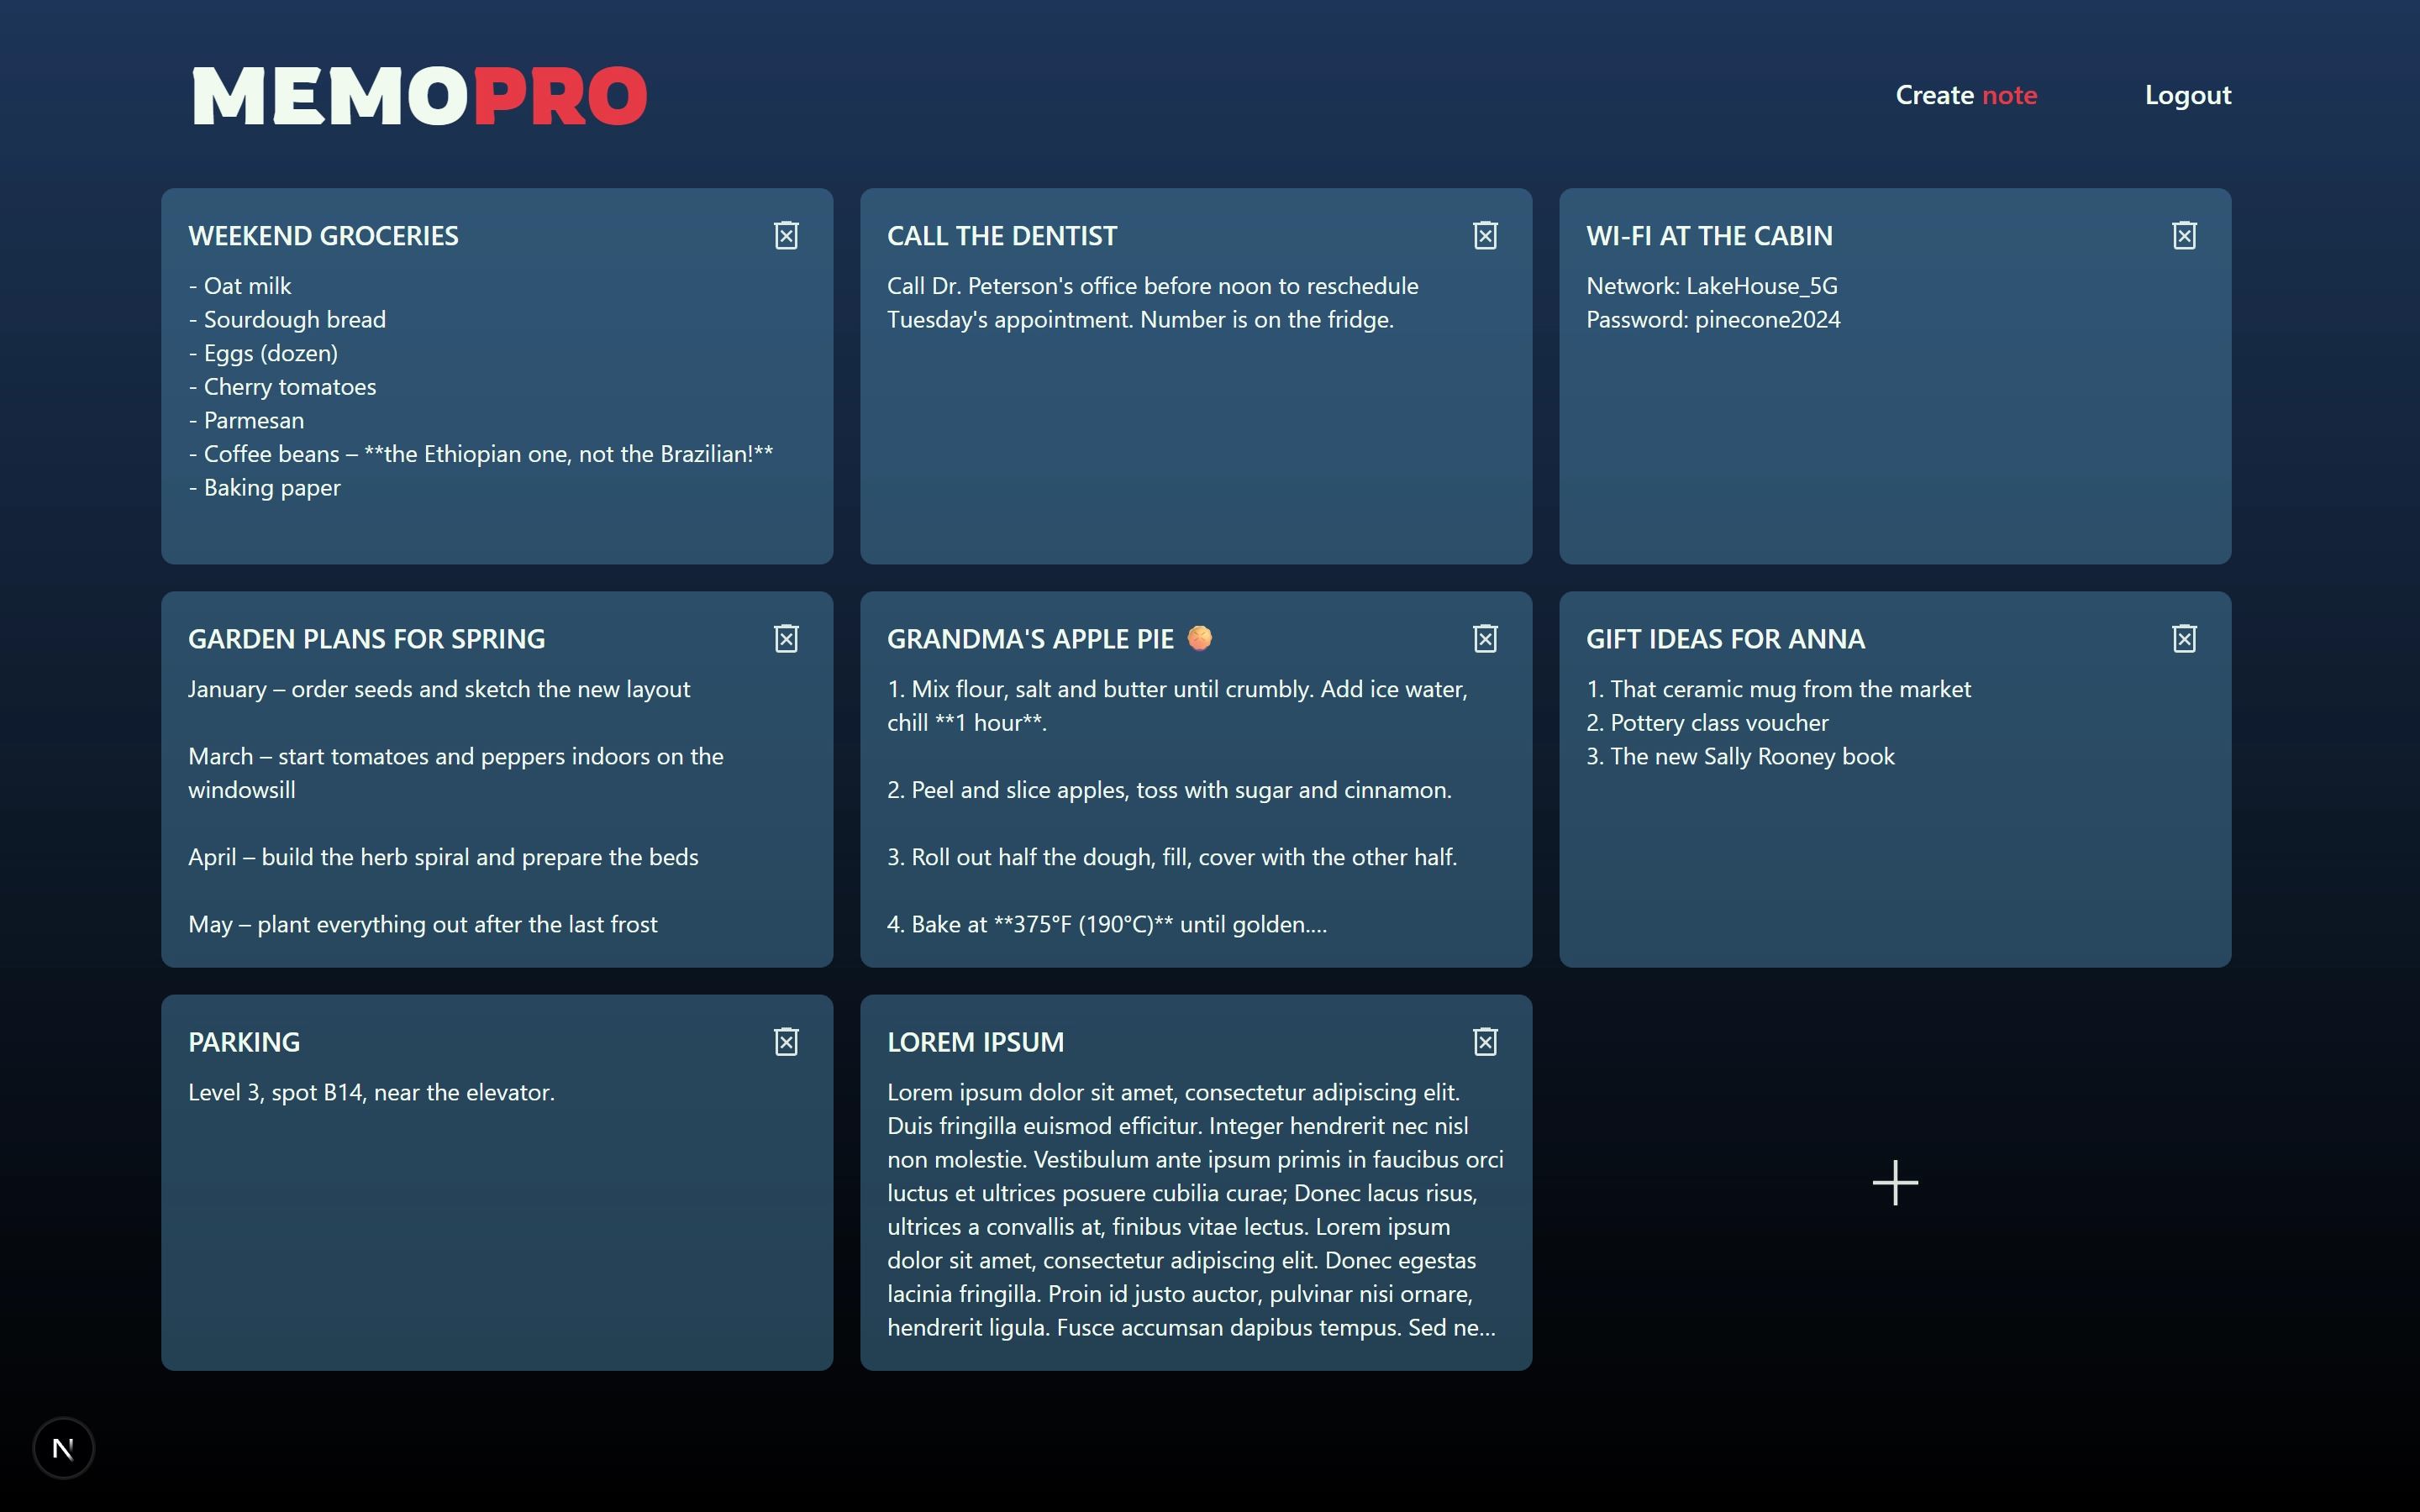 MEMOPRO
Create note
Logout
WEEKEND GROCERIES
- Oat milk
- Sourdough bread
- Eggs (dozen)
- Cherry tomatoes
- Parmesan
- Coffee beans – **the Ethiopian one, not the Brazilian!**
- Baking paper
CALL THE DENTIST
Call Dr. Peterson's office before noon to reschedule
Tuesday's appointment. Number is on the fridge.
WI-FI AT THE CABIN
Network: LakeHouse_5G
Password: pinecone2024
GARDEN PLANS FOR SPRING
January – order seeds and sketch the new layout
March – start tomatoes and peppers indoors on the
windowsill
April – build the herb spiral and prepare the beds
May – plant everything out after the last frost
GRANDMA'S APPLE PIE
1. Mix flour, salt and butter until crumbly. Add ice water,
chill **1 hour**.
2. Peel and slice apples, toss with sugar and cinnamon.
3. Roll out half the dough, fill, cover with the other half.
4. Bake at **375°F (190°C)** until golden....
GIFT IDEAS FOR ANNA
1. That ceramic mug from the market
2. Pottery class voucher
3. The new Sally Rooney book
PARKING
Level 3, spot B14, near the elevator.
LOREM IPSUM
Lorem ipsum dolor sit amet, consectetur adipiscing elit.
Duis fringilla euismod efficitur. Integer hendrerit nec nisl
non molestie. Vestibulum ante ipsum primis in faucibus orci
luctus et ultrices posuere cubilia curae; Donec lacus risus,
ultrices a convallis at, finibus vitae lectus. Lorem ipsum
dolor sit amet, consectetur adipiscing elit. Donec egestas
lacinia fringilla. Proin id justo auctor, pulvinar nisi ornare,
hendrerit ligula. Fusce accumsan dapibus tempus. Sed ne...
N